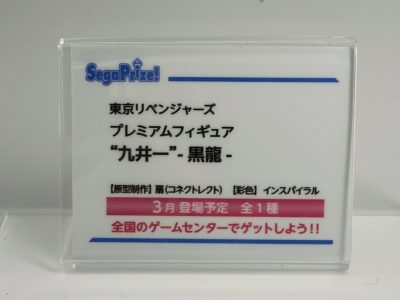 SegaPrize!
東京リベンジャーズ
プレミアムフィギュア
“九井一”- 黒龍 -
【原型制作】扇(コネクトレクト) 【彩色】インスパイラル
3月 登場予定 全1種
全国のゲームセンターでゲットしよう!!